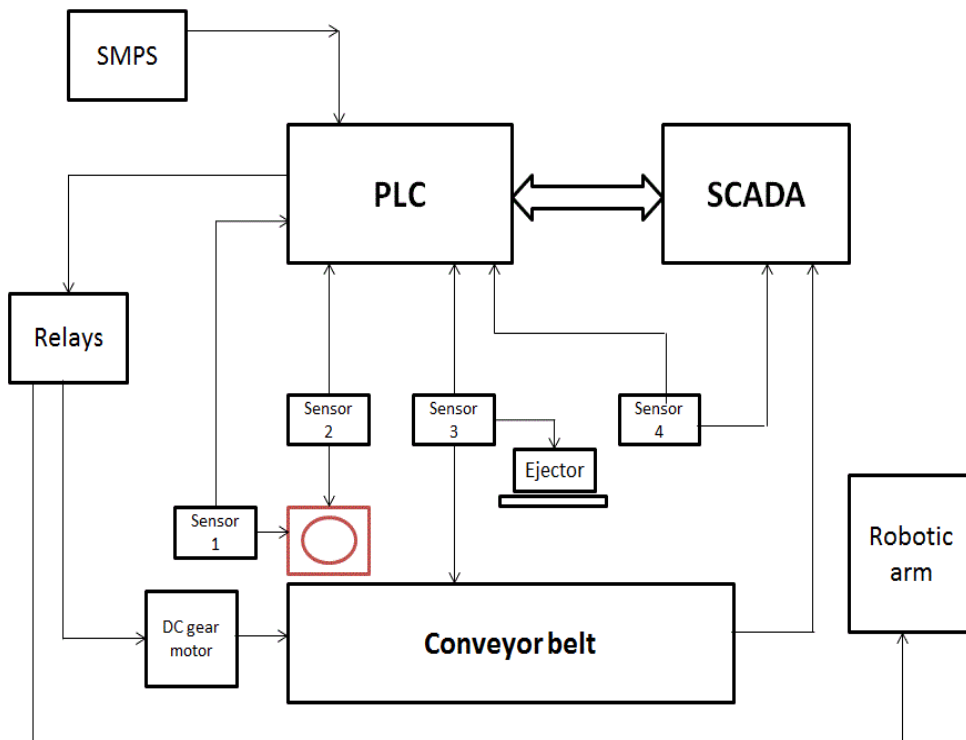 SMPS
PLC
SCADA
Relays
Sensor
2
Sensor
3
Sensor
4
Ejector
Sensor
1
Robotic
arm
DC gear
motor
Conveyor belt